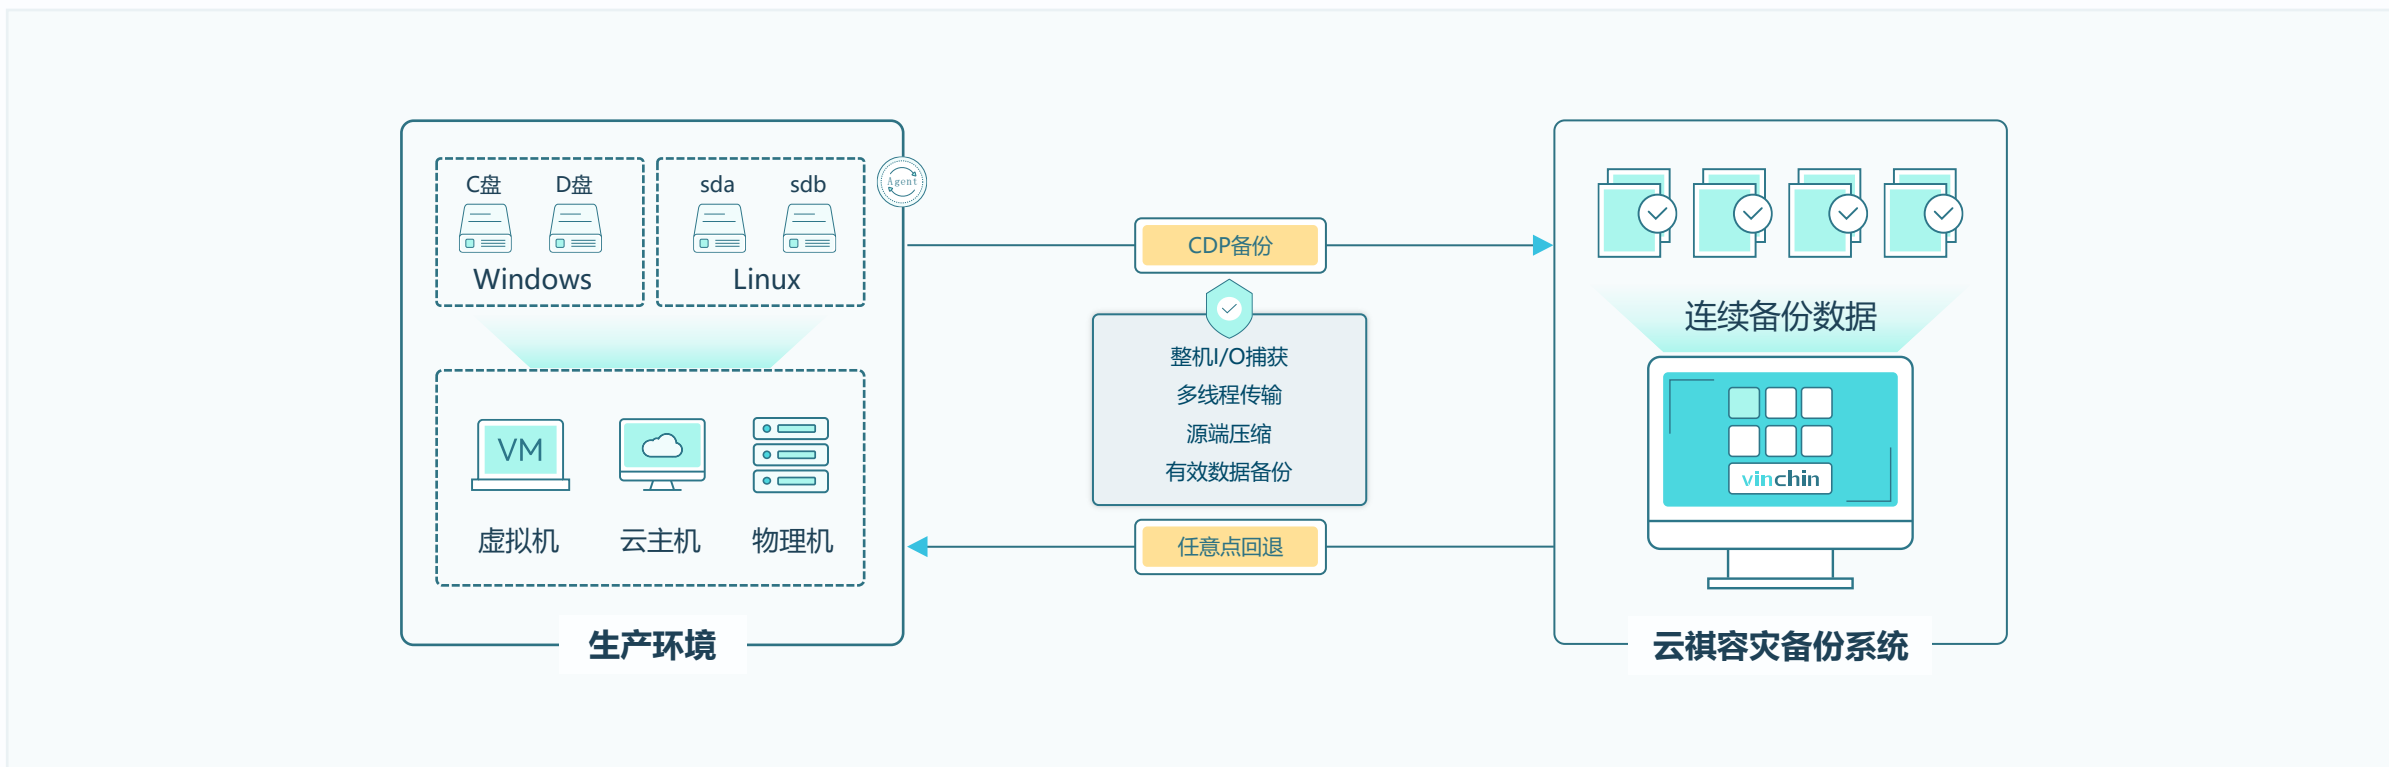 C盘
D盘
Windows
sda
sdb
Linux
Agent
VM
虚拟机
云主机
物理机
生产环境
CDP备份
整机I/O捕获
多线程传输
源端压缩
有效数据备份
任意点回退
连续备份数据
vinchin
云祺容灾备份系统